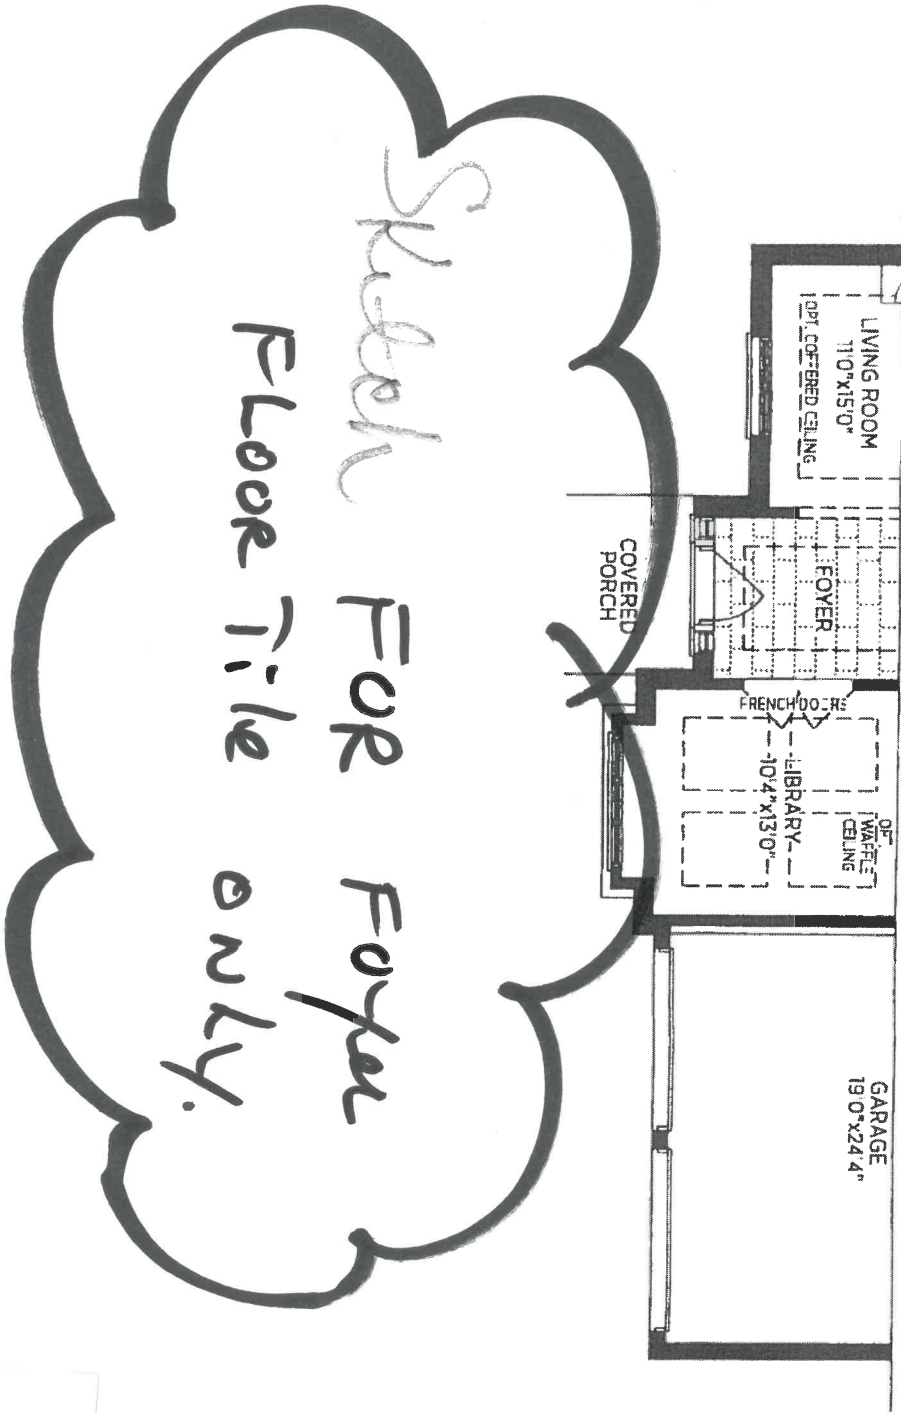 LIVING ROOM
11'0"x15'0"
OPT. COFFERED CEILING
FOYER
COVERED
PORCH
FRENCH DOORS
LIBRARY
10'4"x13'0"
WAFFLE
CEILING
GARAGE
19'0"x24'4"
Sketch FOR Foyer
FLOOR Tile ONLY.